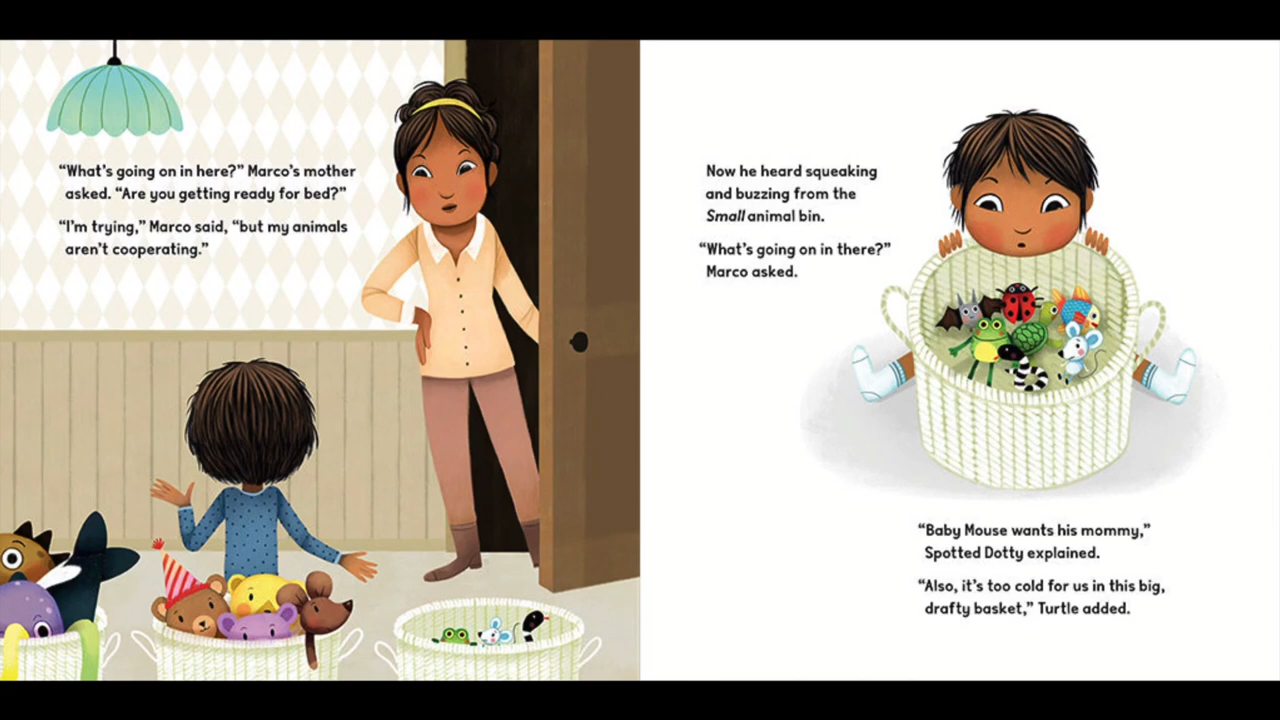 “What’s going on in here?” Marco’s mother
asked. “Are you getting ready for bed?”
“I’m trying,” Marco said, “but my animals
aren’t cooperating.”
Now he heard squeaking
and buzzing from the
Small animal bin.
“What’s going on in there?”
Marco asked.
“Baby Mouse wants his mommy,”
Spotted Dotty explained.
“Also, it’s too cold for us in this big,
drafty basket,” Turtle added.